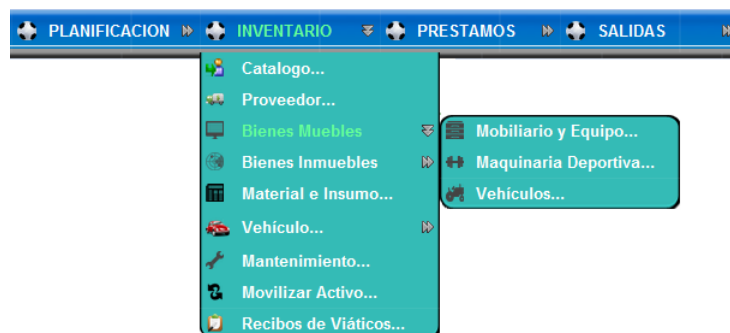 PLANIFICACION INVENTARIO PRESTAMOS SALIDAS
Catalogo...
Proveedor...
Bienes Muebles
Mobiliario y Equipo...
Bienes Inmuebles
Maquinaria Deportiva...
Material e Insumo...
Vehículos...
Vehículo...
Mantenimiento...
Movilizar Activo...
Recibos de Viáticos...